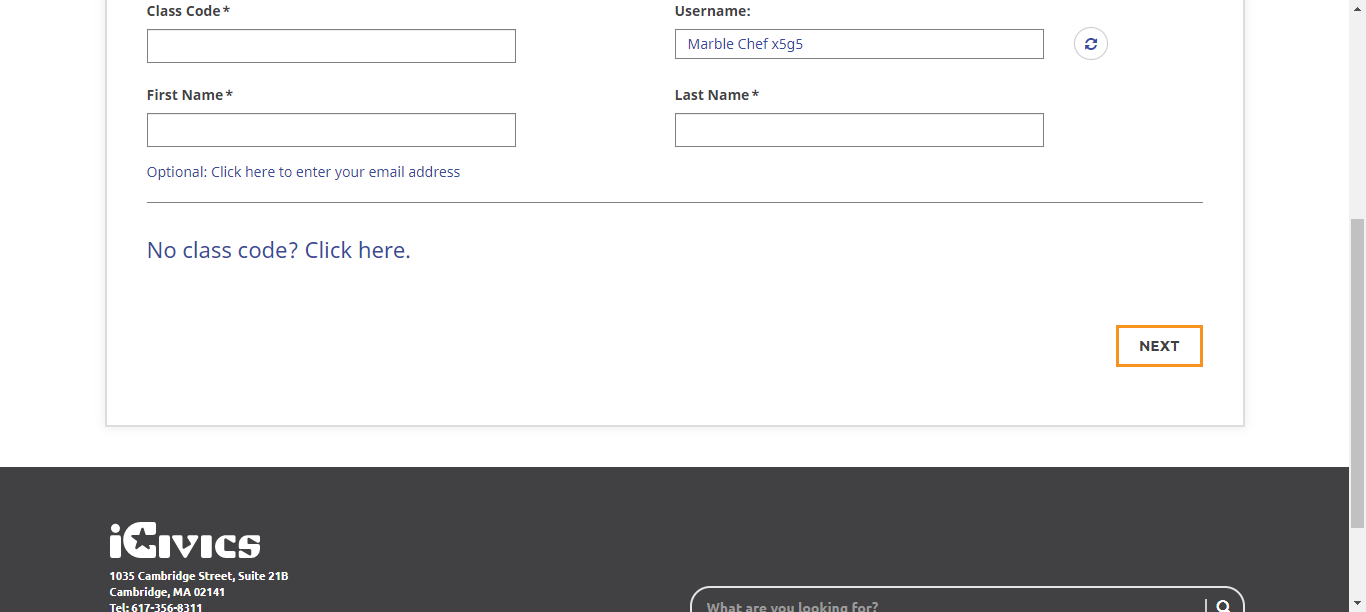 Class Code*
Username:
Marble Chef x5g5
First Name*
Last Name*
Optional: Click here to enter your email address
No class code? Click here.
NEXT
iCivics
1035 Cambridge Street, Suite 21B
Cambridge, MA 02141
Tel: 617-356-8311
What are you looking for?